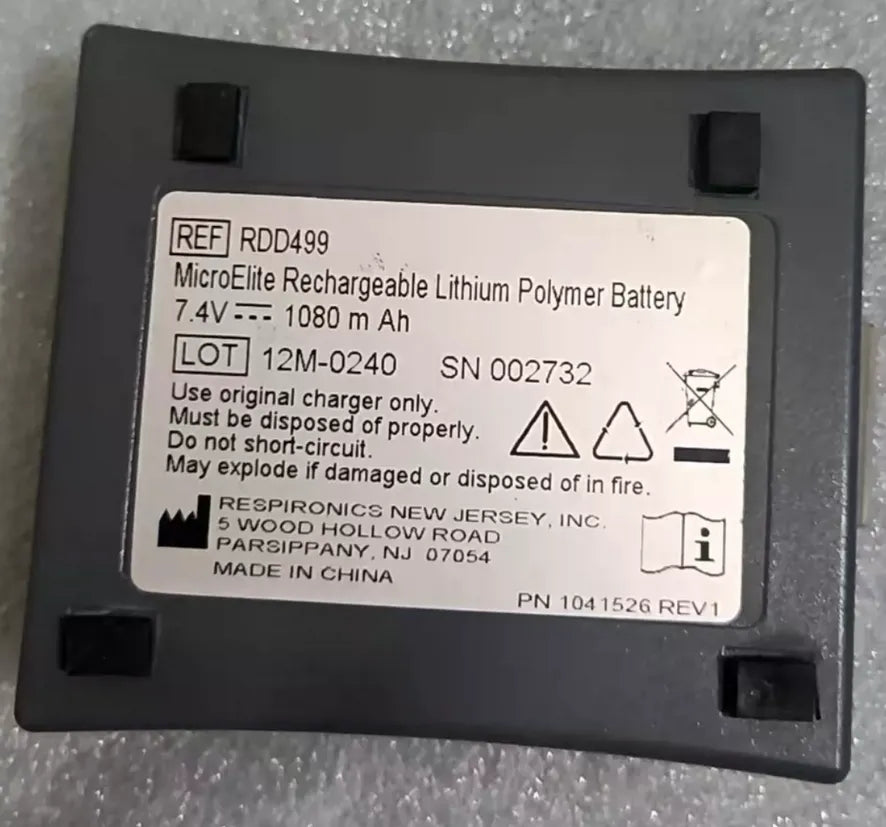 REF RDD499
MicroElite Rechargeable Lithium Polymer Battery
7.4V 1080 m Ah
LOT 12M-0240 SN 002732
Use original charger only.
Must be disposed of properly.
Do not short-circuit.
May explode if damaged or disposed of in fire.
RESPIRONICS NEW JERSEY, INC.
5 WOOD HOLLOW ROAD
PARSIPPANY, NJ 07054
MADE IN CHINA
PN 1041526 REV1